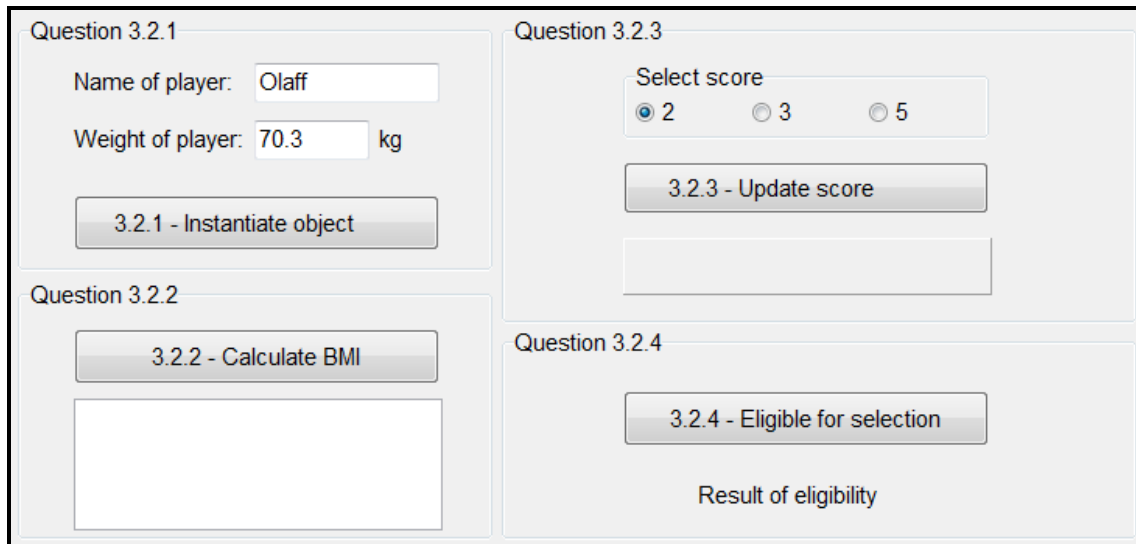 Question 3.2.1
Name of player: Olaff
Weight of player: 70.3 kg
3.2.1 - Instantiate object
Question 3.2.2
3.2.2 - Calculate BMI
Question 3.2.3
Select score
2 3 5
3.2.3 - Update score
Question 3.2.4
3.2.4 - Eligible for selection
Result of eligibility